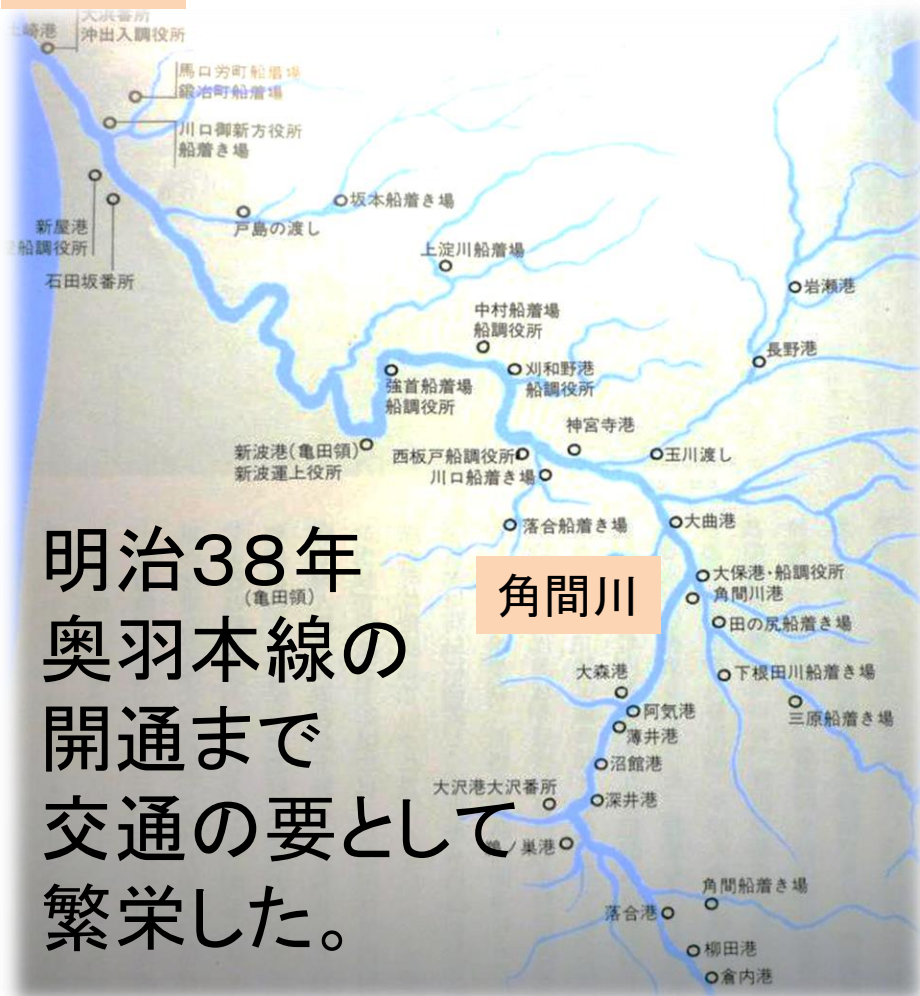 大浜番所
沖出入調役所
馬口労町船着場
鍛冶町船着場
川口御新方役所
船着き場
坂本船着き場
戸島の渡し
新屋港
船調役所
石田坂番所
上淀川船着場
岩瀬港
中村船着場
船調役所
長野港
刈和野港
船調役所
強首船着場
船調役所
神宮寺港
新波港(亀田領)
新波運上役所
西板戸船調役所
川口船着き場
玉川渡し
落合船着き場
大曲港
明治38年
(亀田領)
奥羽本線の
開通まで
交通の要として
繁栄した。
角間川
大保港・船調役所
角間川港
田の尻船着き場
大森港
下根田川船着き場
阿気港
三原船着き場
薄井港
沼館港
大沢港大沢番所
深井港
ノ巣港
角間船着き場
落合港
柳田港
倉内港